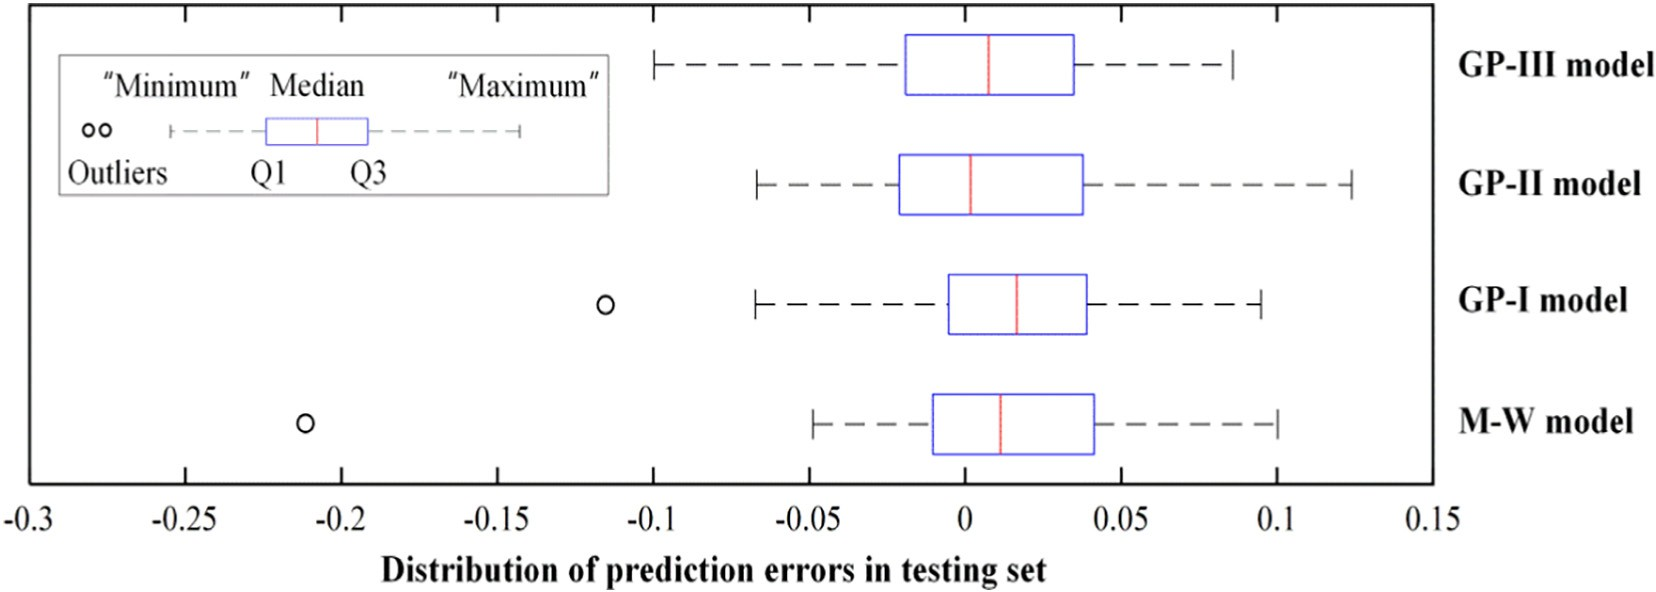 "Minimum" Median "Maximum"
Outliers Q1 Q3
GP-III model
GP-II model
GP-I model
M-W model
-0.3 -0.25 -0.2 -0.15 -0.1 -0.05 0 0.05 0.1 0.15
Distribution of prediction errors in testing set